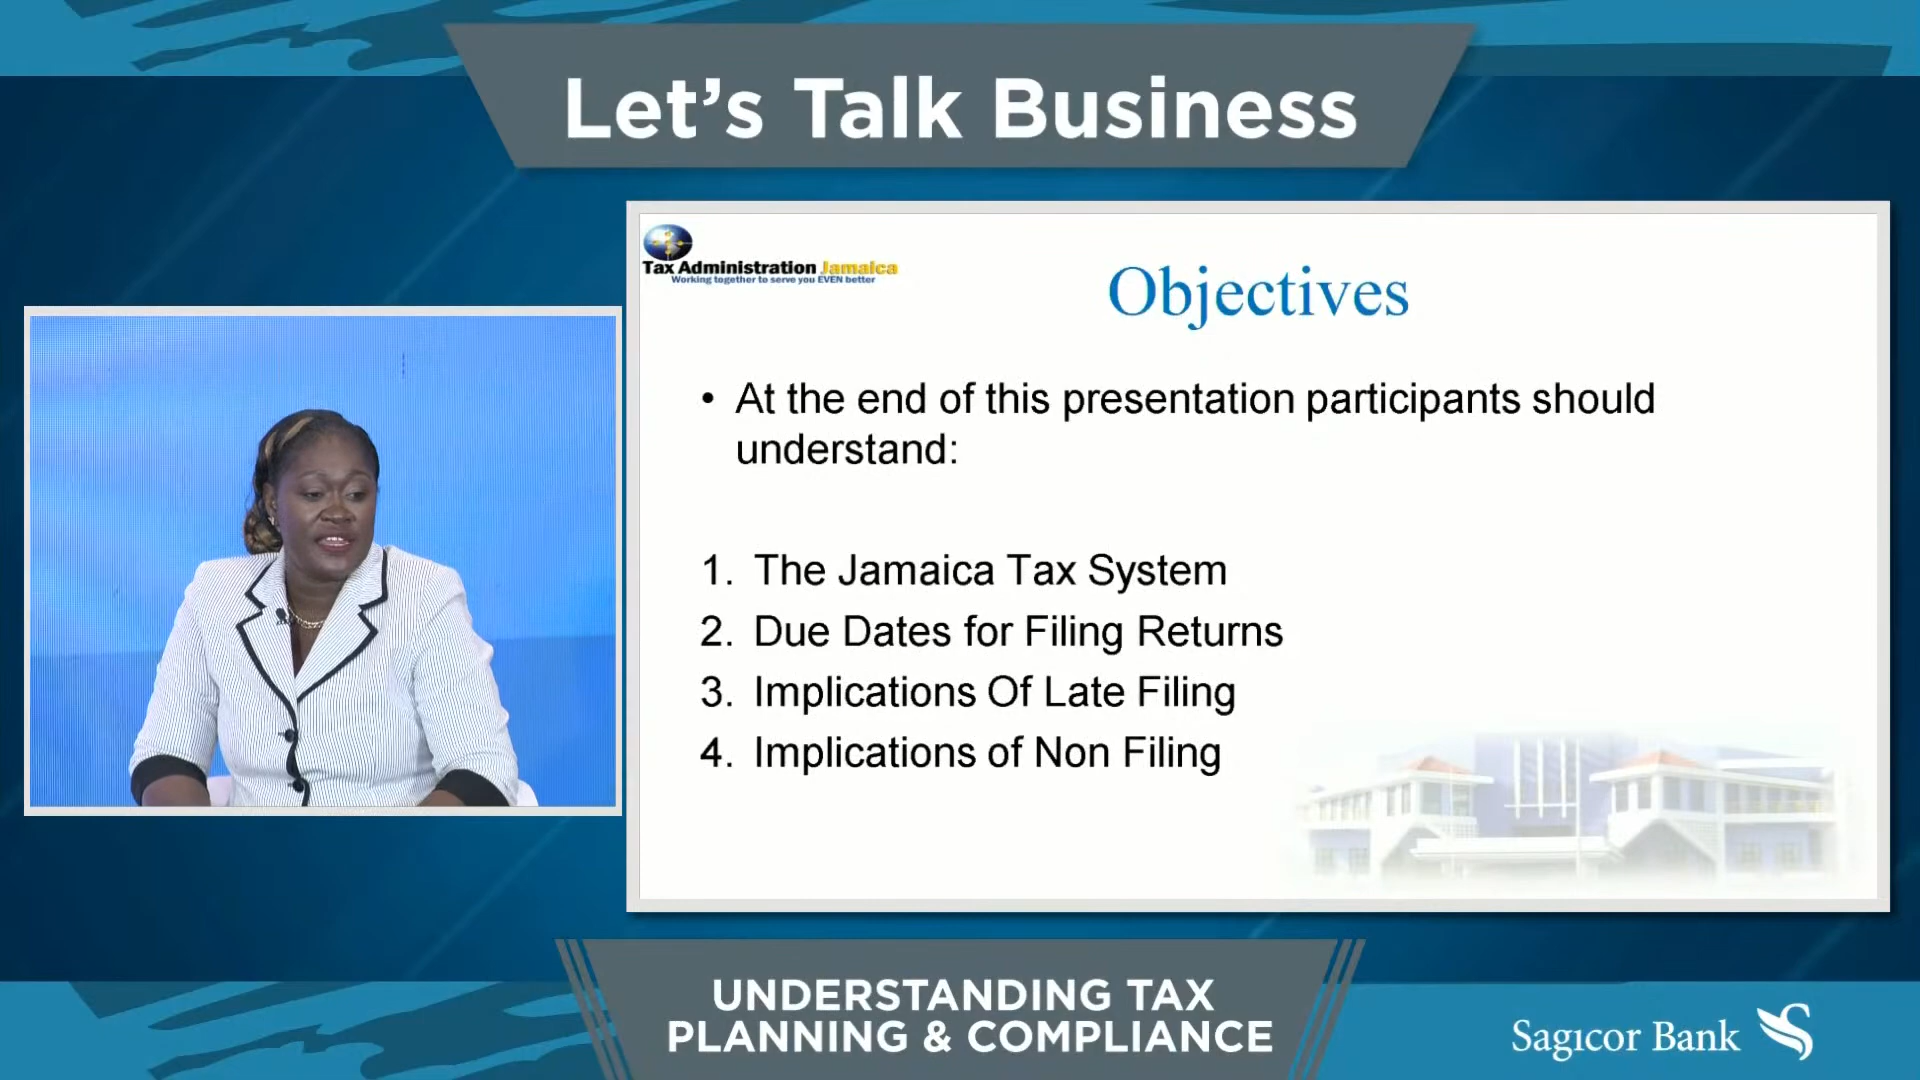 Let's Talk Business
Tax Administration Jamaica
Working together to serve you EVEN better
Objectives
• At the end of this presentation participants should
understand:
1. The Jamaica Tax System
2. Due Dates for Filing Returns
3. Implications Of Late Filing
4. Implications of Non Filing
UNDERSTANDING TAX
PLANNING & COMPLIANCE
Sagicor Bank